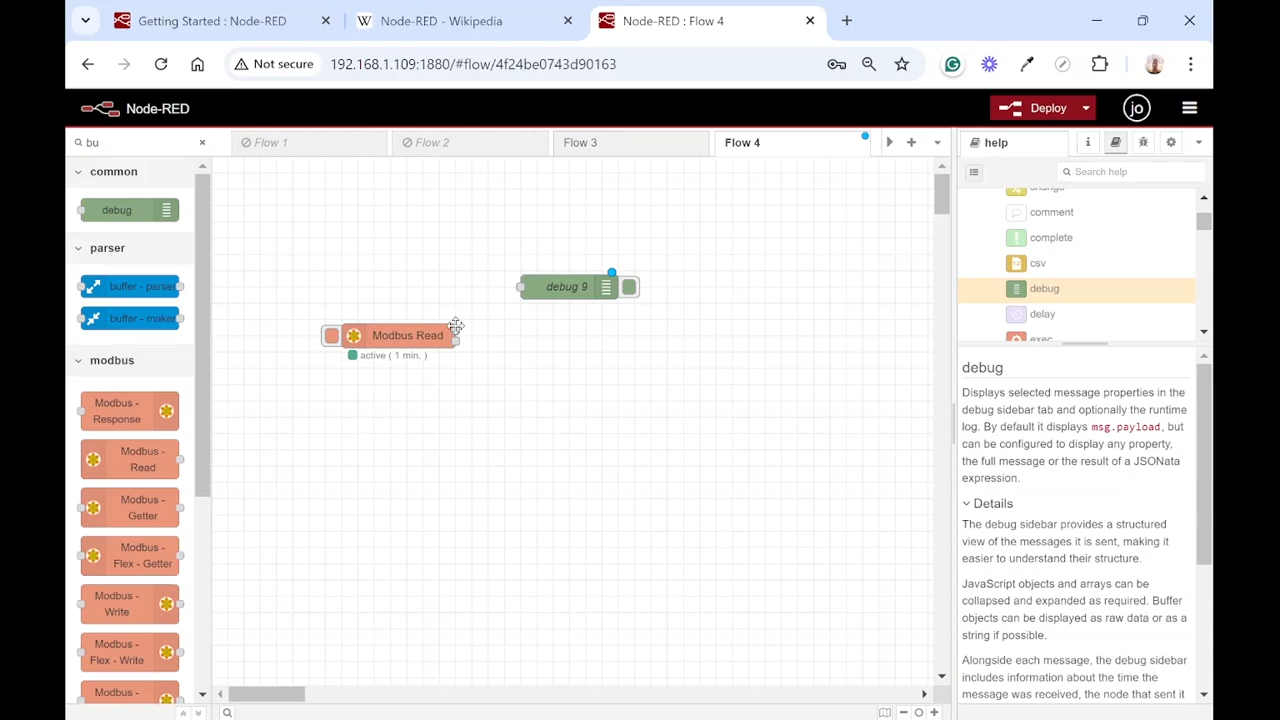 Getting Started : Node-RED
Node-RED - Wikipedia
Node-RED : Flow 4
Not secure
192.168.1.109:1880/#flow/4f24be0743d90163
Node-RED
Deploy
jo
bu
Flow 1
Flow 2
Flow 3
Flow 4
help
common
debug
parser
buffer - parser
buffer - maker
modbus
Modbus -
Response
Modbus -
Read
Modbus -
Getter
Modbus -
Flex - Getter
Modbus -
Write
Modbus -
Flex - Write
Modbus -
debug 9
Modbus Read
active ( 1 min. )
Search help
change
comment
complete
csv
debug
delay
exec
debug
Displays selected message properties in the
debug sidebar tab and optionally the runtime
log. By default it displays msg.payload, but
can be configured to display any property,
the full message or the result of a JSONata
expression.
Details
The debug sidebar provides a structured
view of the messages it is sent, making it
easier to understand their structure.
JavaScript objects and arrays can be
collapsed and expanded as required. Buffer
objects can be displayed as raw data or as a
string if possible.
Alongside each message, the debug sidebar
includes information about the time the
message was received, the node that sent it